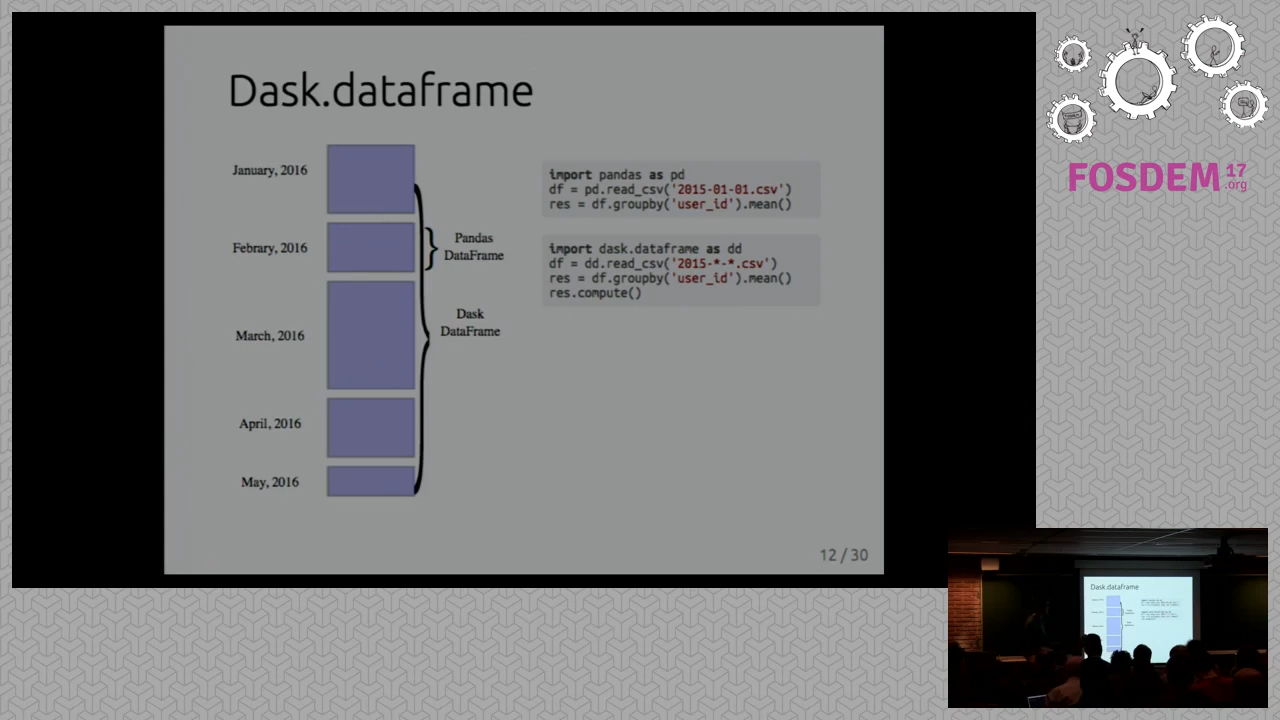 Dask.dataframe
January, 2016
Febrary, 2016
March, 2016
April, 2016
May, 2016
Pandas
DataFrame
Dask
DataFrame
import pandas as pd
df = pd.read_csv('2015-01-01.csv')
res = df.groupby('user_id').mean()
import dask.dataframe as dd
df = dd.read_csv('2015-*-*.csv')
res = df.groupby('user_id').mean()
res.compute()
12 / 30
FOSDEM 17
.org
Dask.dataframe